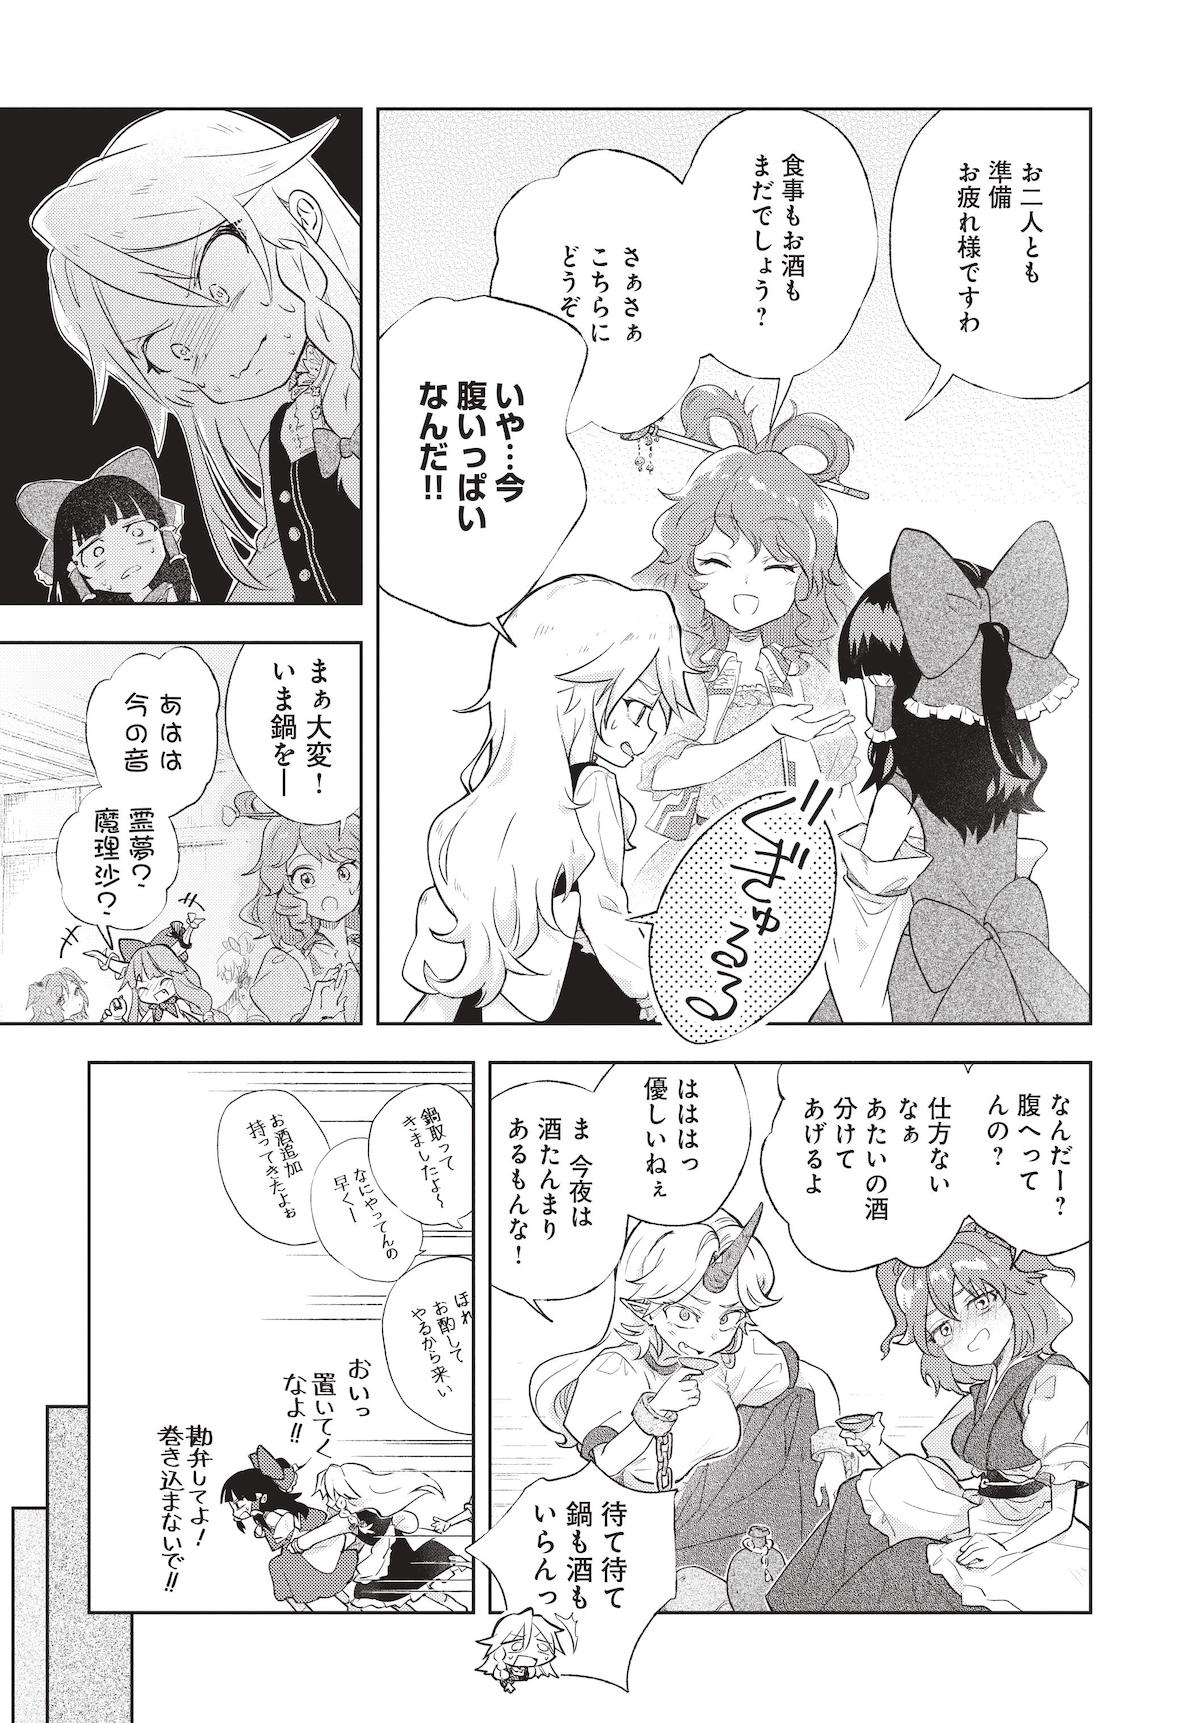 お二人とも
準備
お疲れ様ですわ
食事もお酒も
まだでしょう？
さぁさぁ
こちらに
どうぞ
いや…今
腹いっぱい
なんだ!!
ぎゅるるる
まぁ大変！
いま鍋をー
あははは
今の音
霊夢？
魔理沙？
なんだー？
腹へって
んの？
仕方ない
なぁ
あたいの酒
分けて
あげるよ
はははっ
優しいねぇ
ま 今夜は
酒たんまり
あるもんな！
待て待て
鍋も酒も
いらんっ
鍋取って
きましたよ〜
なにやってんの
早くー
お酒追加
持ってきたよぉ
ほれ
お酌して
やるから来い
おいっ
置いてく
なよ!!
勘弁してよ！
巻き込まないで!!